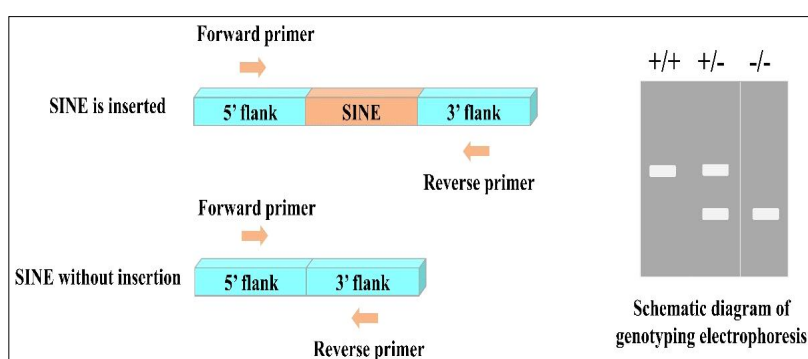 Forward primer
SINE is inserted
5’ flank
SINE
3’ flank
Reverse primer
Forward primer
SINE without insertion
5’ flank
3’ flank
Reverse primer
+/+ +/- -/-
Schematic diagram of
genotyping electrophoresis